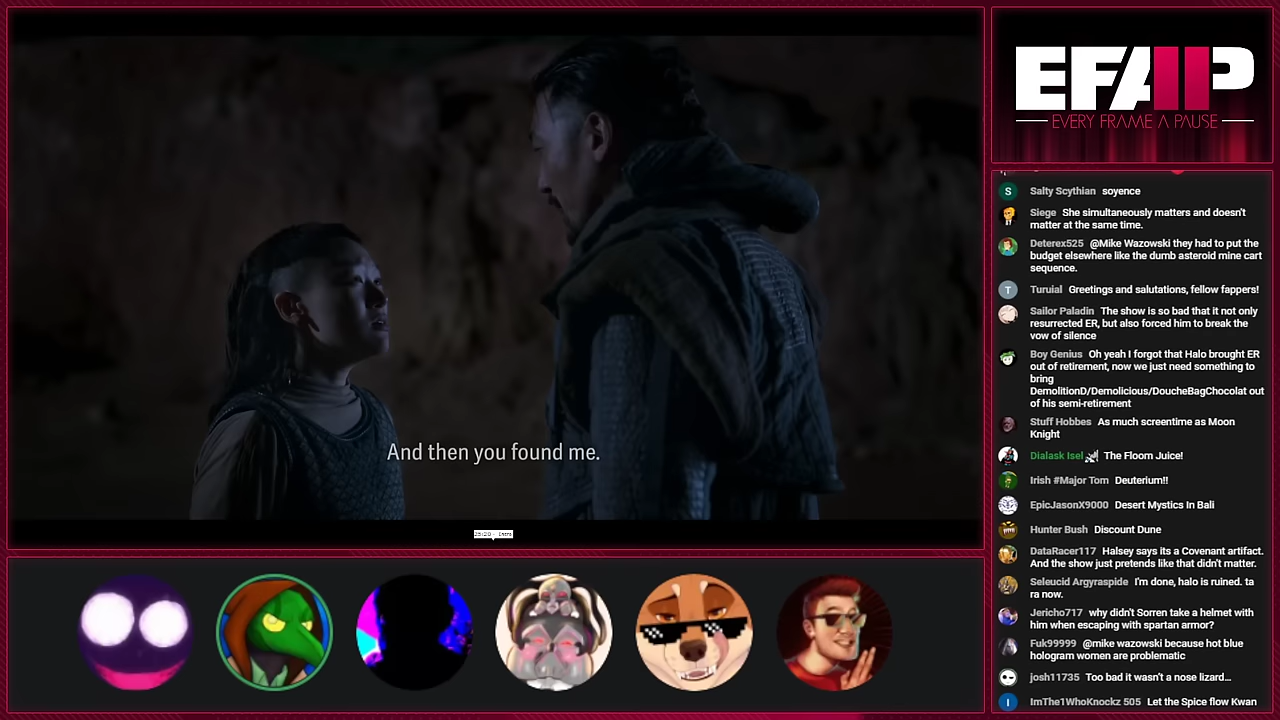 And then you found me.
25:20 - Intro
EFAP
EVERY FRAME A PAUSE
S
Salty Scythian soyence
Siege She simultaneously matters and doesn't
matter at the same time.
Deterex525 @Mike Wazowski they had to put the
budget elsewhere like the dumb asteroid mine cart
sequence.
T
Turuial Greetings and salutations, fellow fappers!
Sailor Paladin The show is so bad that it not only
resurrected ER, but also forced him to break the
vow of silence
Boy Genius Oh yeah I forgot that Halo brought ER
out of retirement, now we just need something to
bring
DemolitionD/Demolicious/DoucheBagChocolat out
of his semi-retirement
Stuff Hobbes As much screentime as Moon
Knight
Dialask Isel The Floom Juice!
Irish #Major Tom Deuterium!!
EpicJasonX9000 Desert Mystics In Bali
Hunter Bush Discount Dune
DataRacer117 Halsey says its a Covenant artifact.
And the show just pretends like that didn't matter.
Seleucid Argyraspide I'm done, halo is ruined. ta
ra now.
Jericho717 why didn't Sorren take a helmet with
him when escaping with spartan armor?
Fuk99999 @mike wazowski because hot blue
hologram women are problematic
josh11735 Too bad it wasn't a nose lizard...
I
ImThe1WhoKnockz 505 Let the Spice flow Kwan